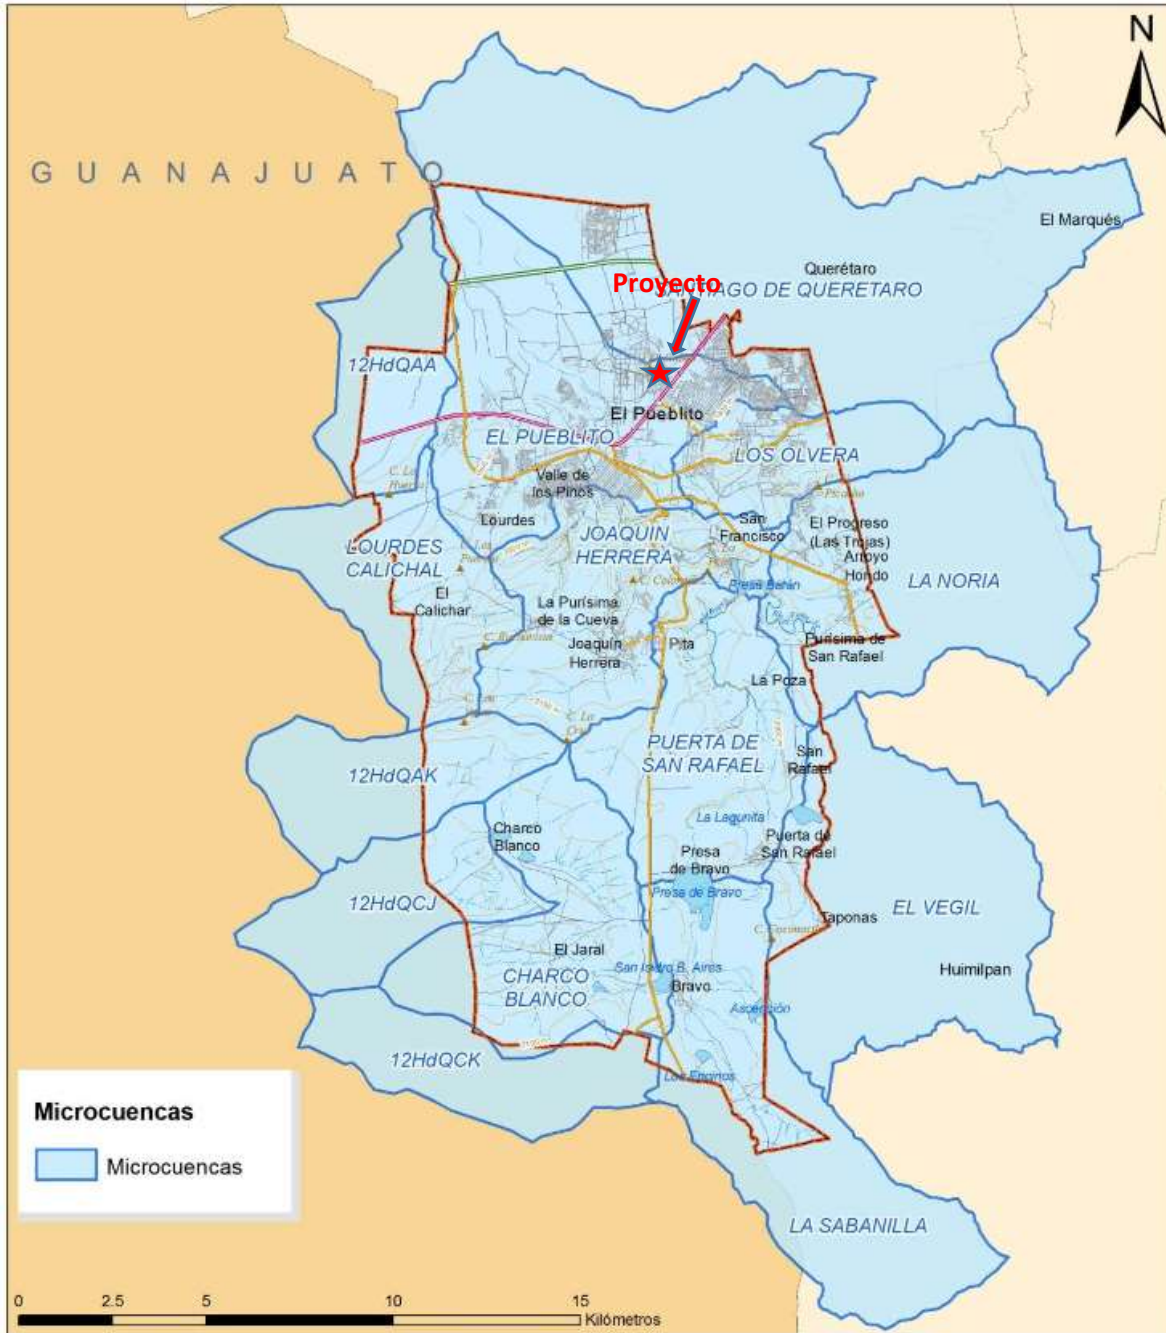 N
G U A N A J U A T O
El Marqués
Querétaro
Proyecto
SANTIAGO DE QUERETARO
12HdQAA
El Pueblito
EL PUEBLITO
LOS OLVERA
Valle de
los Pinos
Lourdes
San
Francisco
El Progreso
(Las Trojas)
Arroyo
Hondo
JOAQUIN
HERRERA
LOURDES
CALICHAL
LA NORIA
El
Calichar
Presa Batán
La Purísima
de la Cueva
Joaquín
Herrera
Pita
Purísima de
San Rafael
La Poza
PUERTA DE
SAN RAFAEL
San
Rafael
12HdQAK
La Lagunita
Charco
Blanco
Puerta de
San Rafael
Presa
de Bravo
Presa de Bravo
12HdQCJ
EL VEGIL
Taponas
El Jaral
San Isidro B. Aires
Bravo
Huimilpan
CHARCO
BLANCO
Ascención
12HdQCK
Los Encinos
LA SABANILLA
Microcuencas
Microcuencas
0 2.5 5 10 15
Kilómetros